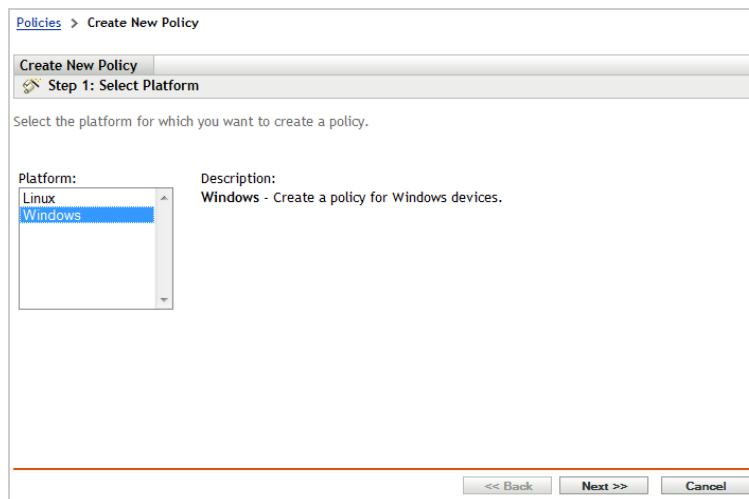 Policies > Create New Policy
Create New Policy
Step 1: Select Platform
Select the platform for which you want to create a policy.
Platform:
Linux
Windows
Description:
Windows - Create a policy for Windows devices.
<< Back
Next >>
Cancel